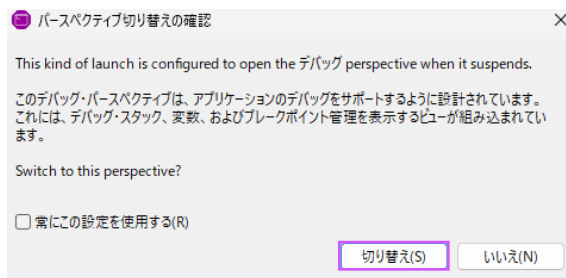 パースペクティブ切り替えの確認
This kind of launch is configured to open the デバッグ perspective when it suspends.
このデバッグ・パースペクティブは、アプリケーションのデバッグをサポートするように設計されています。
これには、デバッグ・スタック、変数、およびブレークポイント管理を表示するビューが組み込まれてい
ます。
Switch to this perspective?
常にこの設定を使用する(R)
切り替え(S) いいえ(N)